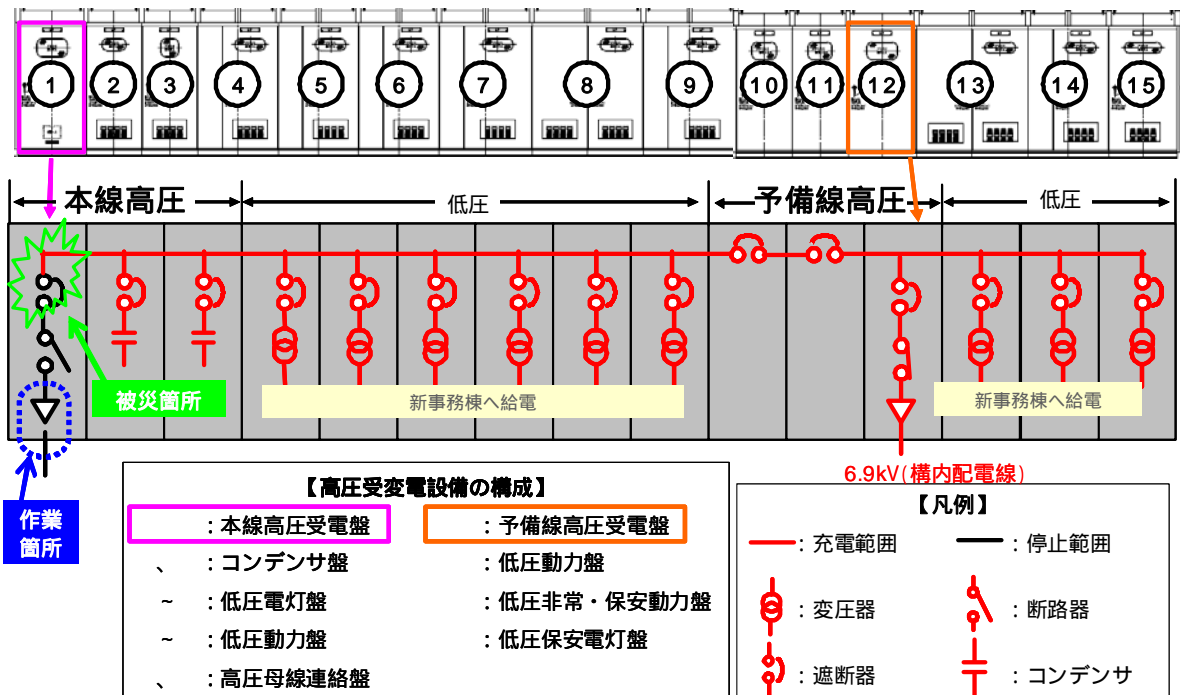 1 2 3 4 5 6 7 8 9 10 11 12 13 14 15
本線高圧 低圧 予備線高圧 低圧
被災箇所
新事務棟へ給電 新事務棟へ給電
作業
箇所
6.9kV(構内配電線)
【高圧受変電設備の構成】
：本線高圧受電盤 ：予備線高圧受電盤
、 ：コンデンサ盤 ：低圧動力盤
~ ：低圧電灯盤 ：低圧非常・保安動力盤
~ ：低圧動力盤 ：低圧保安電灯盤
、 ：高圧母線連絡盤
【凡例】
：充電範囲 ：停止範囲
：変圧器 ：断路器
：遮断器 ：コンデンサ